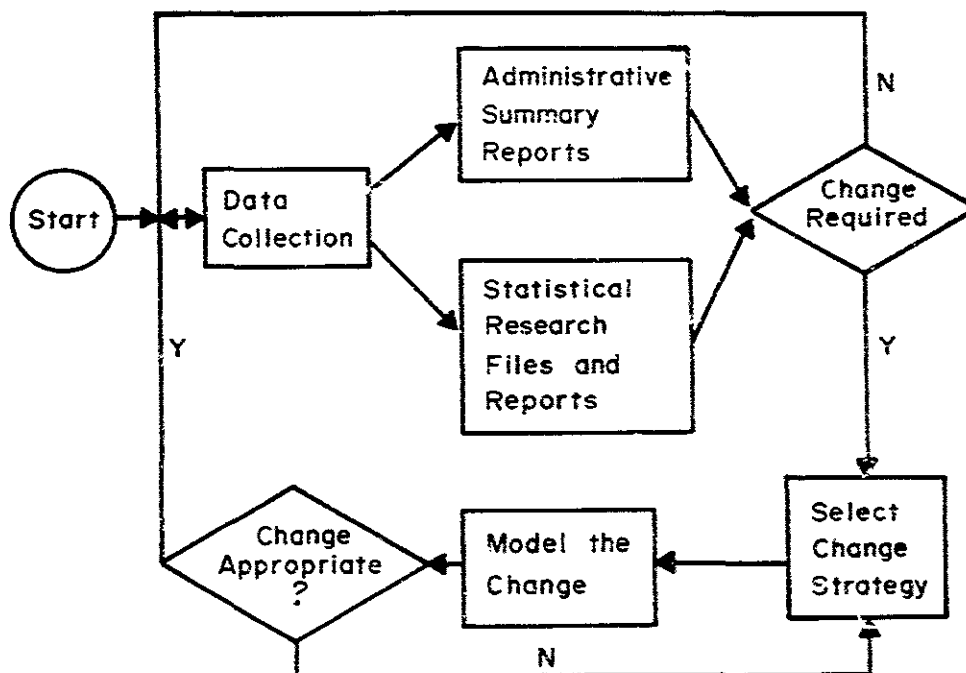 Administrative
Summary
Reports
N
Start
Data
Collection
Change
Required
Statistical
Research
Files and
Reports
Y
Y
Change
Appropriate
?
Model the
Change
Select
Change
Strategy
N